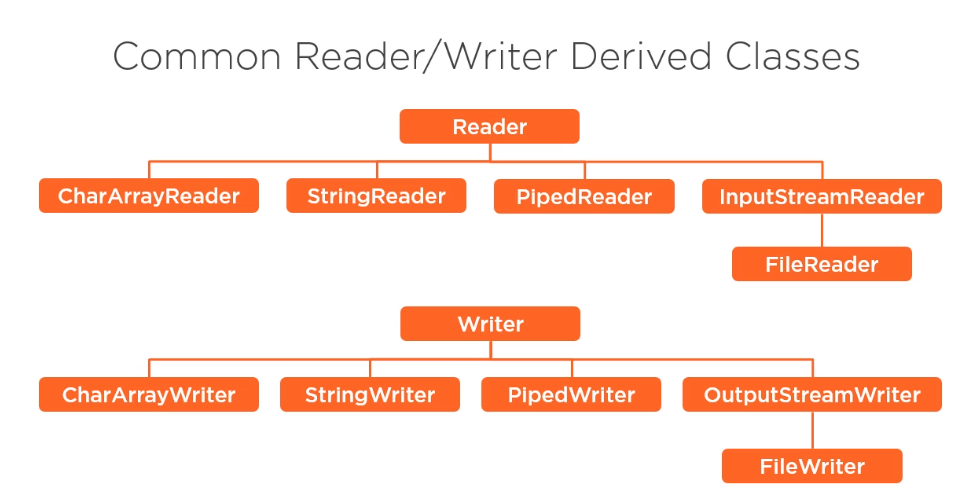 Common Reader/Writer Derived Classes
Reader
CharArrayReader
StringReader
PipedReader
InputStreamReader
FileReader
Writer
CharArrayWriter
StringWriter
PipedWriter
OutputStreamWriter
FileWriter